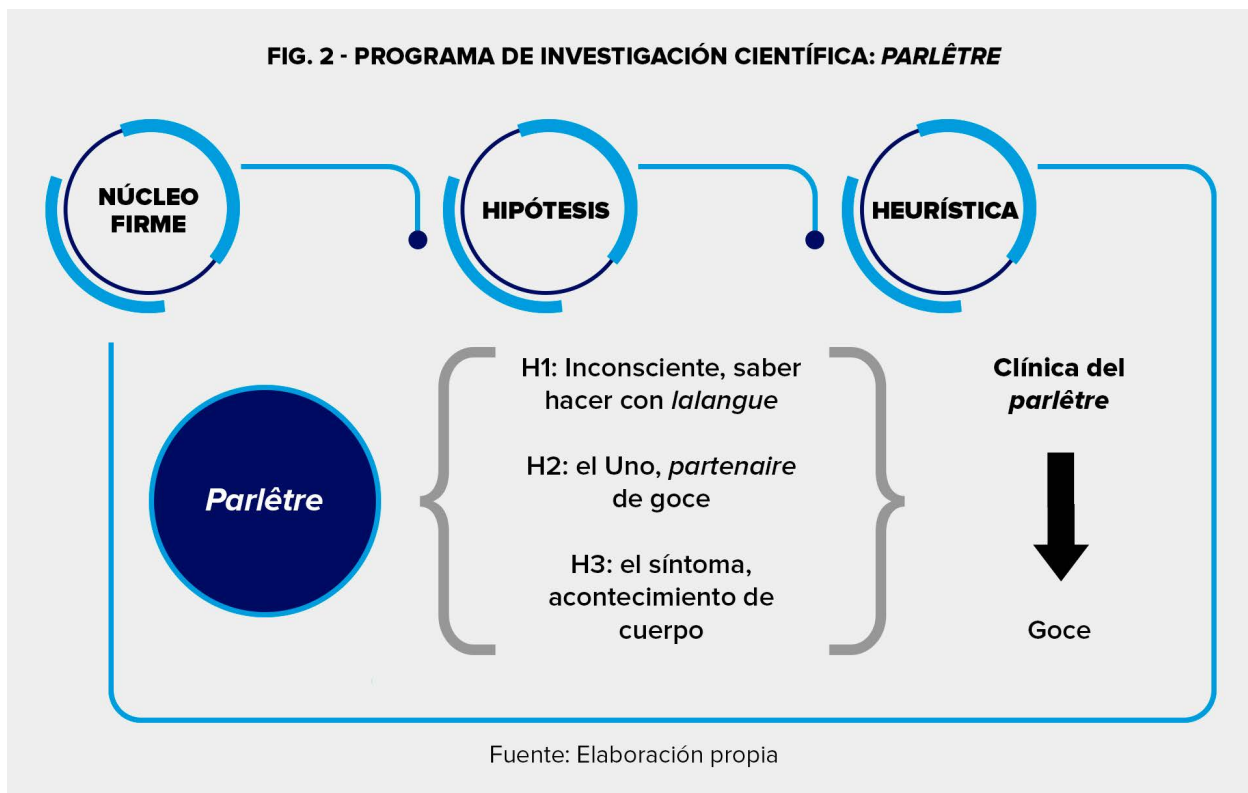 FIG. 2 - PROGRAMA DE INVESTIGACIÓN CIENTÍFICA: PARLÊTRE
NÚCLEO
FIRME
HIPÓTESIS
HEURÍSTICA
Parlêtre
H1: Inconsciente, saber
hacer con lalangue
H2: el Uno, partenaire
de goce
H3: el síntoma,
acontecimiento de
cuerpo
Clínica del
parlêtre
Goce
Fuente: Elaboración propia